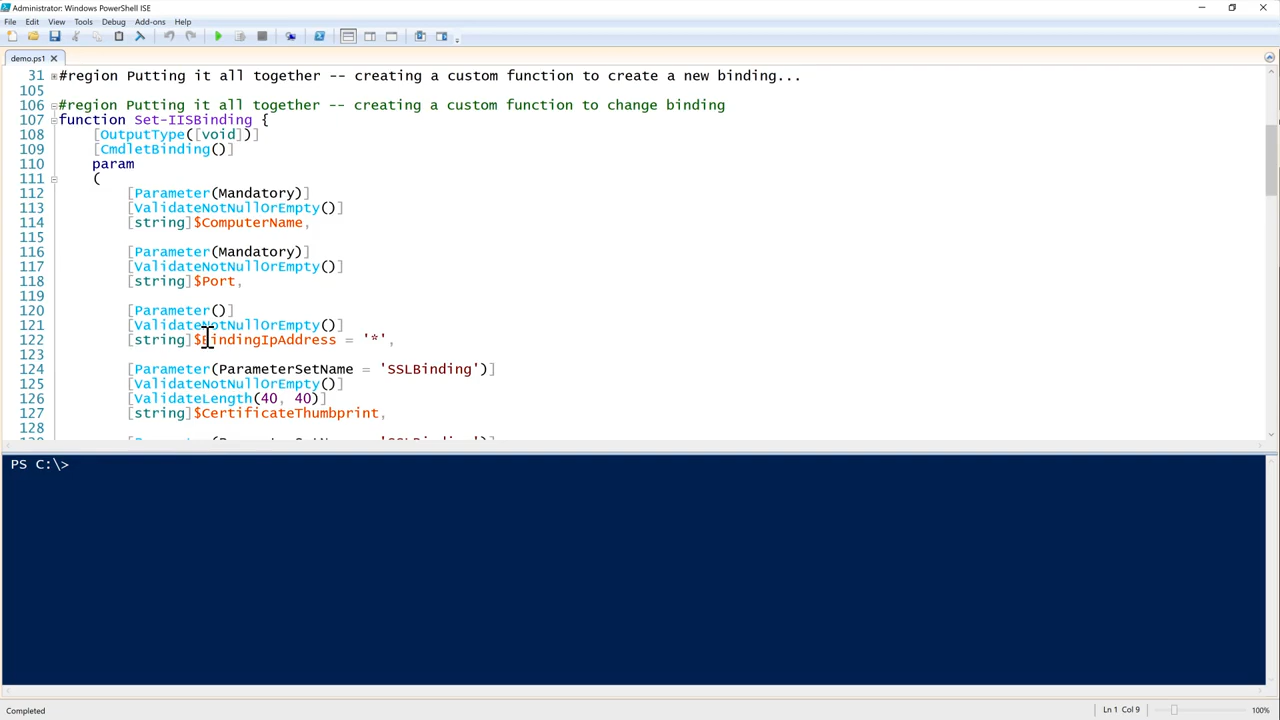 Administrator: Windows PowerShell ISE
File Edit View Tools Debug Add-ons Help
demo.ps1
31 #region Putting it all together -- creating a custom function to create a new binding...
105
106 #region Putting it all together -- creating a custom function to change binding
107 function Set-IISBinding {
108 [OutputType([void])]
109 [CmdletBinding()]
110 param
111 (
112 [Parameter(Mandatory)]
113 [ValidateNotNullOrEmpty()]
114 [string]$ComputerName,
115
116 [Parameter(Mandatory)]
117 [ValidateNotNullOrEmpty()]
118 [string]$Port,
119
120 [Parameter()]
121 [ValidateNotNullOrEmpty()]
122 [string]$BindingIpAddress = '*',
123
124 [Parameter(ParameterSetName = 'SSLBinding')]
125 [ValidateNotNullOrEmpty()]
126 [ValidateLength(40, 40)]
127 [string]$CertificateThumbprint,
128
PS C:\>
Completed
Ln 1 Col 9
100%